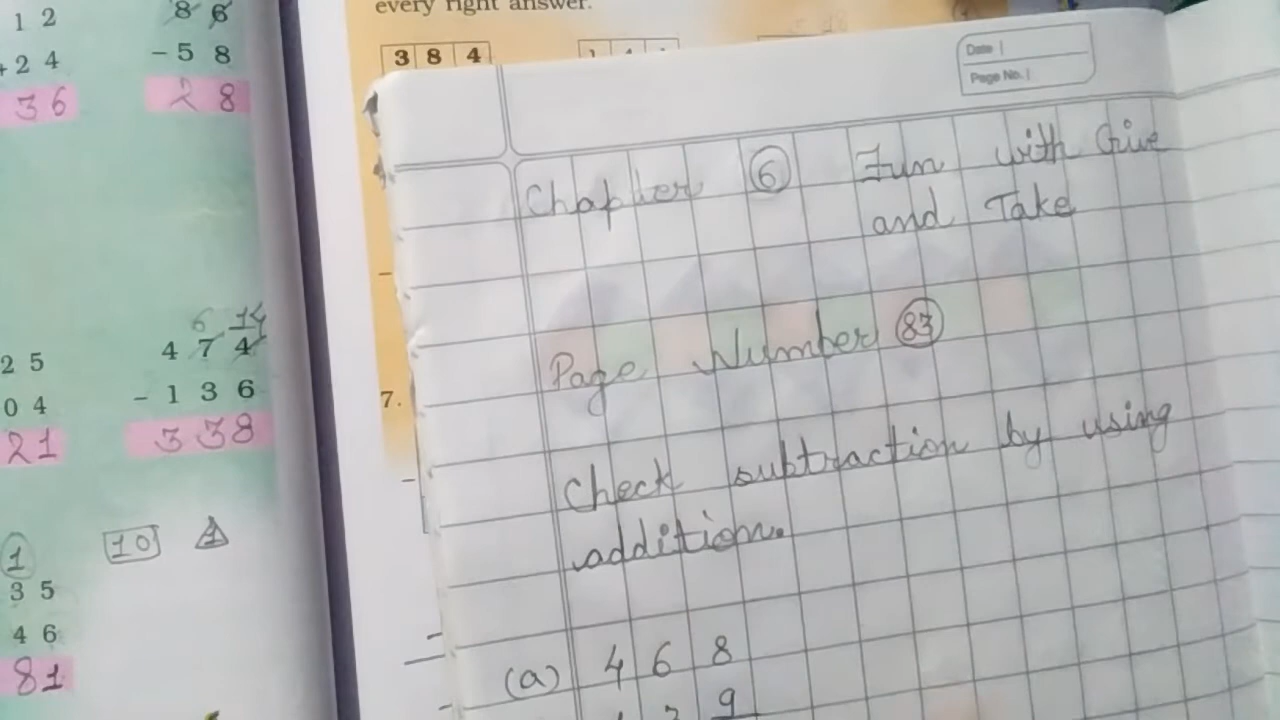 1 2
+2 4
3 6
8 6
- 5 8
2 8
2 5
0 4
2 1
6 14
4 7 4
- 1 3 6
3 3 8
1
10 1
3 5
4 6
8 1
every right answer.
3 8 4
7.
Date |
Page No. |
Chapter 6 Fun with Give
and Take
Page Number 83
Check subtraction by using
addition.
(a) 4 6 8
9